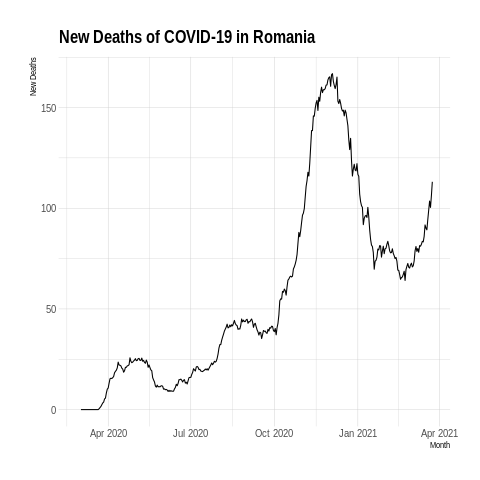 New Deaths of COVID-19 in Romania
New Deaths
150
100
50
0
Apr 2020 Jul 2020 Oct 2020 Jan 2021 Apr 2021
Month